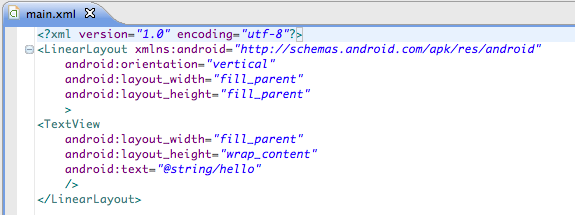 main.xml
<?xml version="1.0" encoding="utf-8"?>
<LinearLayout xmlns:android="http://schemas.android.com/apk/res/android"
    android:orientation="vertical"
    android:layout_width="fill_parent"
    android:layout_height="fill_parent"
    >
<TextView
    android:layout_width="fill_parent"
    android:layout_height="wrap_content"
    android:text="@string/hello"
    />
</LinearLayout>